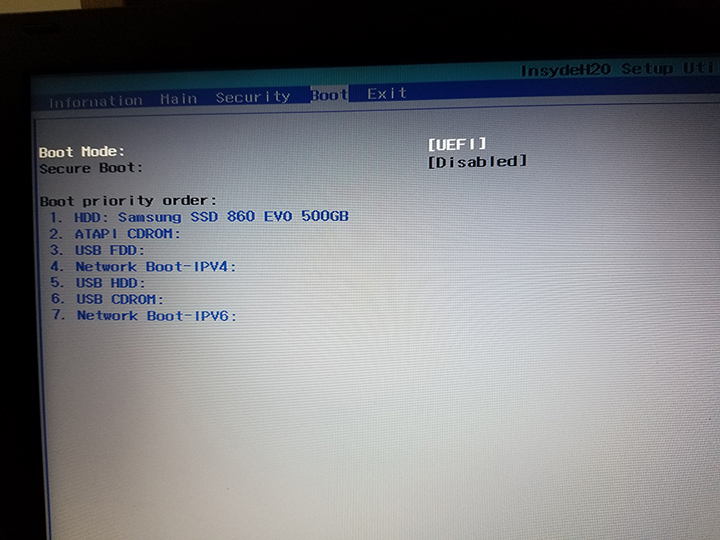 InsydeH20 Setup Uti
Information Main Security Boot Exit
Boot Mode: [UEFI]
Secure Boot: [Disabled]
Boot priority order:
1. HDD: Samsung SSD 860 EVO 500GB
2. ATAPI CDROM:
3. USB FDD:
4. Network Boot-IPV4:
5. USB HDD:
6. USB CDROM:
7. Network Boot-IPV6: